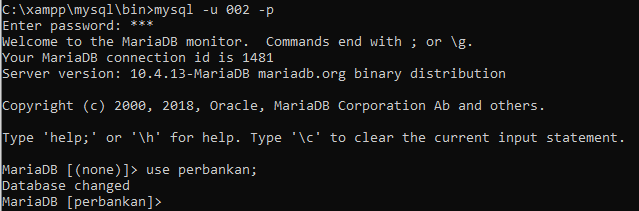 C:\xampp\mysql\bin>mysql -u 002 -p
Enter password: ***
Welcome to the MariaDB monitor.  Commands end with ; or \g.
Your MariaDB connection id is 1481
Server version: 10.4.13-MariaDB mariadb.org binary distribution
Copyright (c) 2000, 2018, Oracle, MariaDB Corporation Ab and others.
Type 'help;' or '\h' for help. Type '\c' to clear the current input statement.
MariaDB [(none)]> use perbankan;
Database changed
MariaDB [perbankan]>